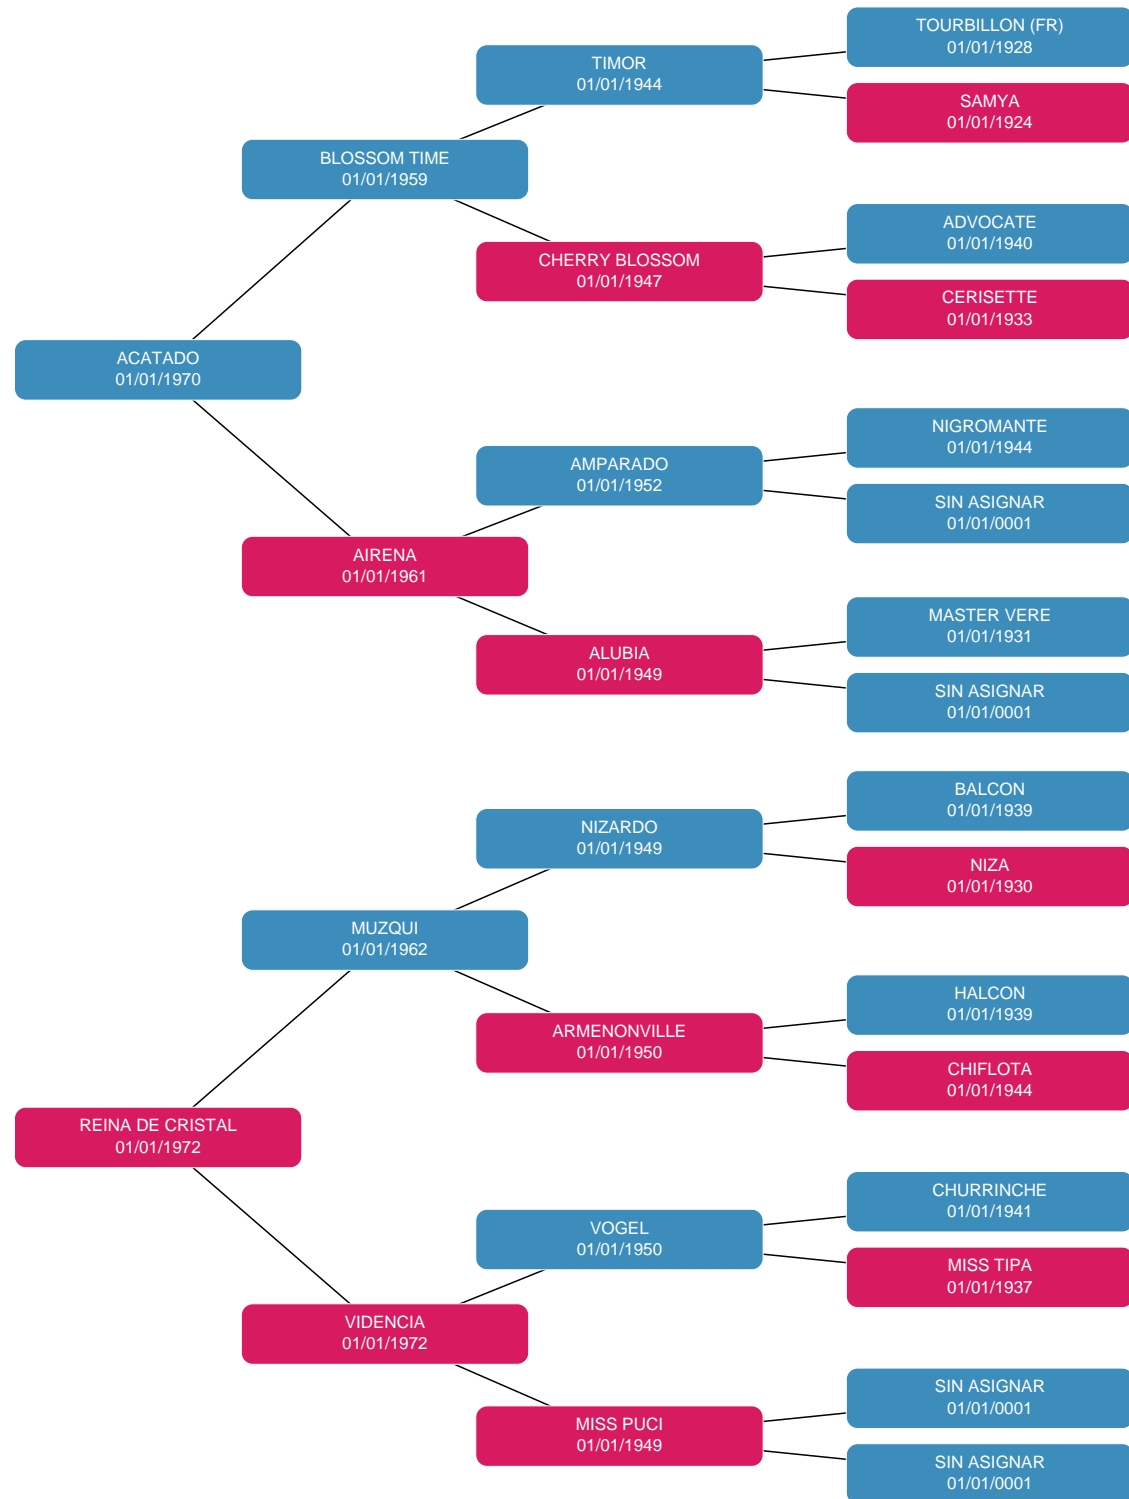 TOURBILLON (FR)
01/01/1928
TIMOR
01/01/1944
SAMYA
01/01/1924
BLOSSOM TIME
01/01/1959
ADVOCATE
01/01/1940
CHERRY BLOSSOM
01/01/1947
CERISETTE
01/01/1933
ACATADO
01/01/1970
NIGROMANTE
01/01/1944
AMPARADO
01/01/1952
SIN ASIGNAR
01/01/0001
AIRENA
01/01/1961
MASTER VERE
01/01/1931
ALUBIA
01/01/1949
SIN ASIGNAR
01/01/0001
BALCON
01/01/1939
NIZARDO
01/01/1949
NIZA
01/01/1930
MUZQUI
01/01/1962
HALCON
01/01/1939
ARMENONVILLE
01/01/1950
CHIFLOTA
01/01/1944
REINA DE CRISTAL
01/01/1972
CHURRINCHE
01/01/1941
VOGEL
01/01/1950
MISS TIPA
01/01/1937
VIDENCIA
01/01/1972
SIN ASIGNAR
01/01/0001
MISS PUCI
01/01/1949
SIN ASIGNAR
01/01/0001